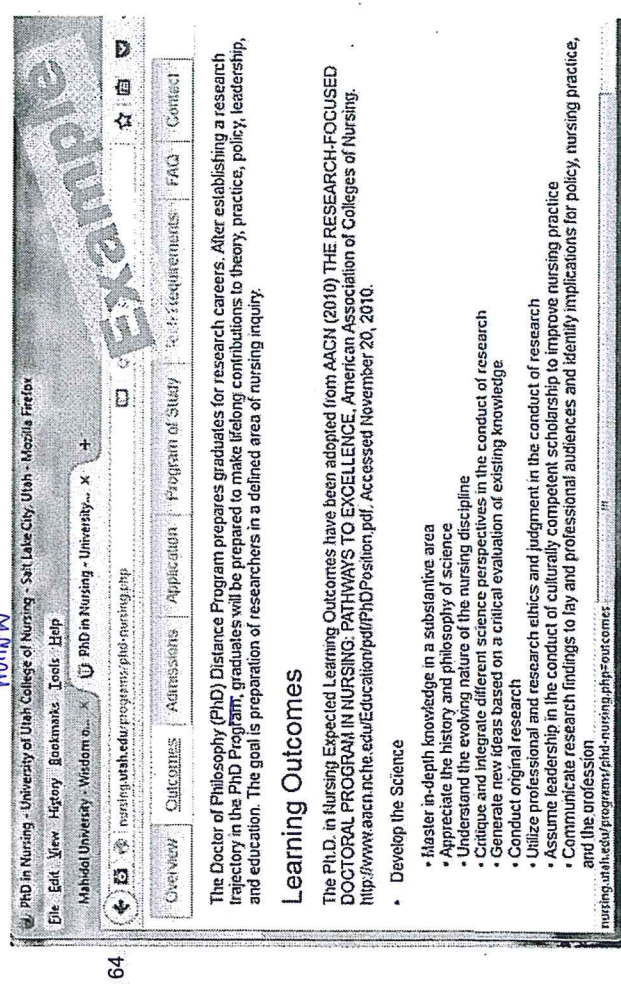 PhD in Nursing - University of Utah College of Nursing - Salt Lake City, Utah - Mozilla Firefox
File Edit View History Bookmarks Tools Help
Mahidol University - Wisdom o... × PhD in Nursing - University... × +
nursing.utah.edu/programs/phd-nursing.php
Example
Overview Outcomes Admissions Application Program of Study Tech Requirements FAQ Contact
The Doctor of Philosophy (PhD) Distance Program prepares graduates for research careers. After establishing a research
trajectory in the PhD Program, graduates will be prepared to make lifelong contributions to theory, practice, policy, leadership,
and education. The goal is preparation of researchers in a defined area of nursing inquiry.
Learning Outcomes
The Ph.D. in Nursing Expected Learning Outcomes have been adopted from AACN (2010) THE RESEARCH-FOCUSED
DOCTORAL PROGRAM IN NURSING: PATHWAYS TO EXCELLENCE, American Association of Colleges of Nursing.
http://www.aacn.nche.edu/Education/pdf/PhDPosition.pdf. Accessed November 20, 2010.
• Develop the Science
• Master in-depth knowledge in a substantive area
• Appreciate the history and philosophy of science
• Understand the evolving nature of the nursing discipline
• Critique and integrate different science perspectives in the conduct of research
• Generate new ideas based on a critical evaluation of existing knowledge
• Conduct original research
• Utilize professional and research ethics and judgment in the conduct of research
• Assume leadership in the conduct of culturally competent scholarship to improve nursing practice
• Communicate research findings to lay and professional audiences and identify implications for policy, nursing practice,
and the profession
nursing.utah.edu/programs/phd-nursing.php#outcomes
64